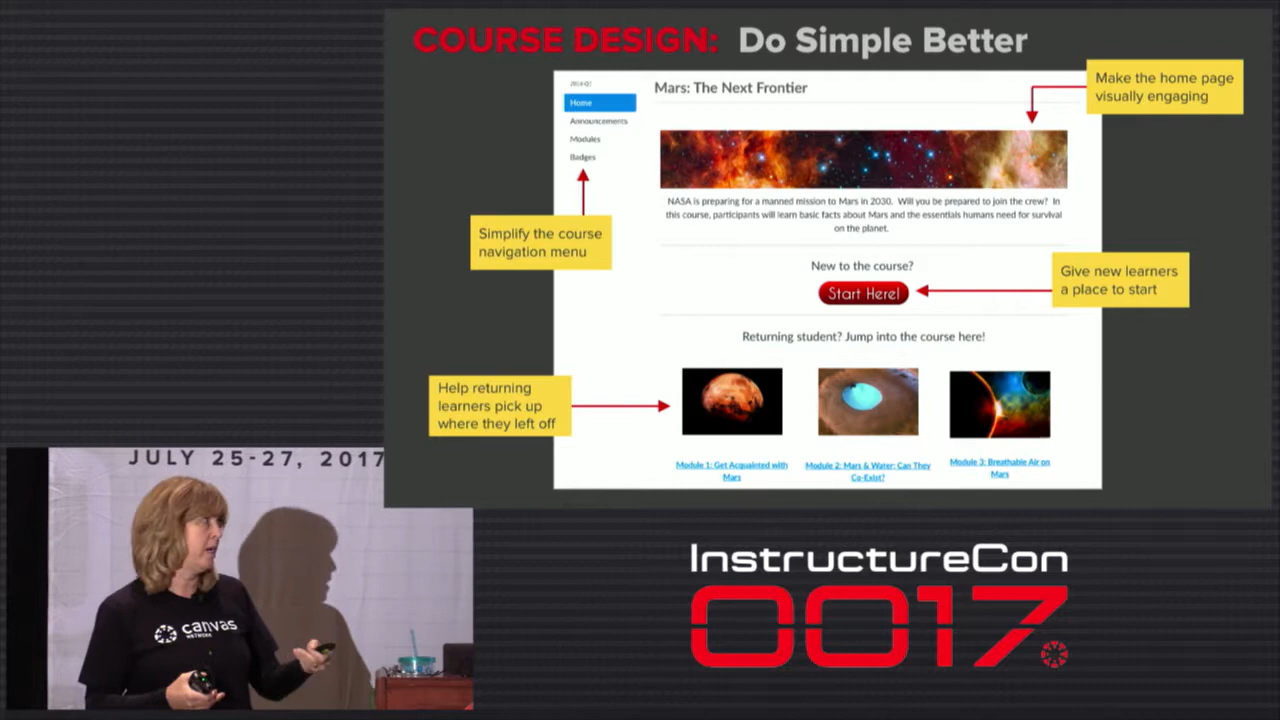 COURSE DESIGN: Do Simple Better
Mars: The Next Frontier
Home
Announcements
Modules
Badges
Make the home page
visually engaging
NASA is preparing for a manned mission to Mars in 2030. Will you be prepared to join the crew? In
this course, participants will learn basic facts about Mars and the essentials humans need for survival
on the planet.
Simplify the course
navigation menu
New to the course?
Start Here!
Give new learners
a place to start
Returning student? Jump into the course here!
Help returning
learners pick up
where they left off
Module 1: Get Acquainted with
Mars
Module 2: Mars & Water: Can They
Co-Exist?
Module 3: Breathable Air on
Mars
JULY 25-27, 2017
canvas
NETWORK
InstructureCon
0017